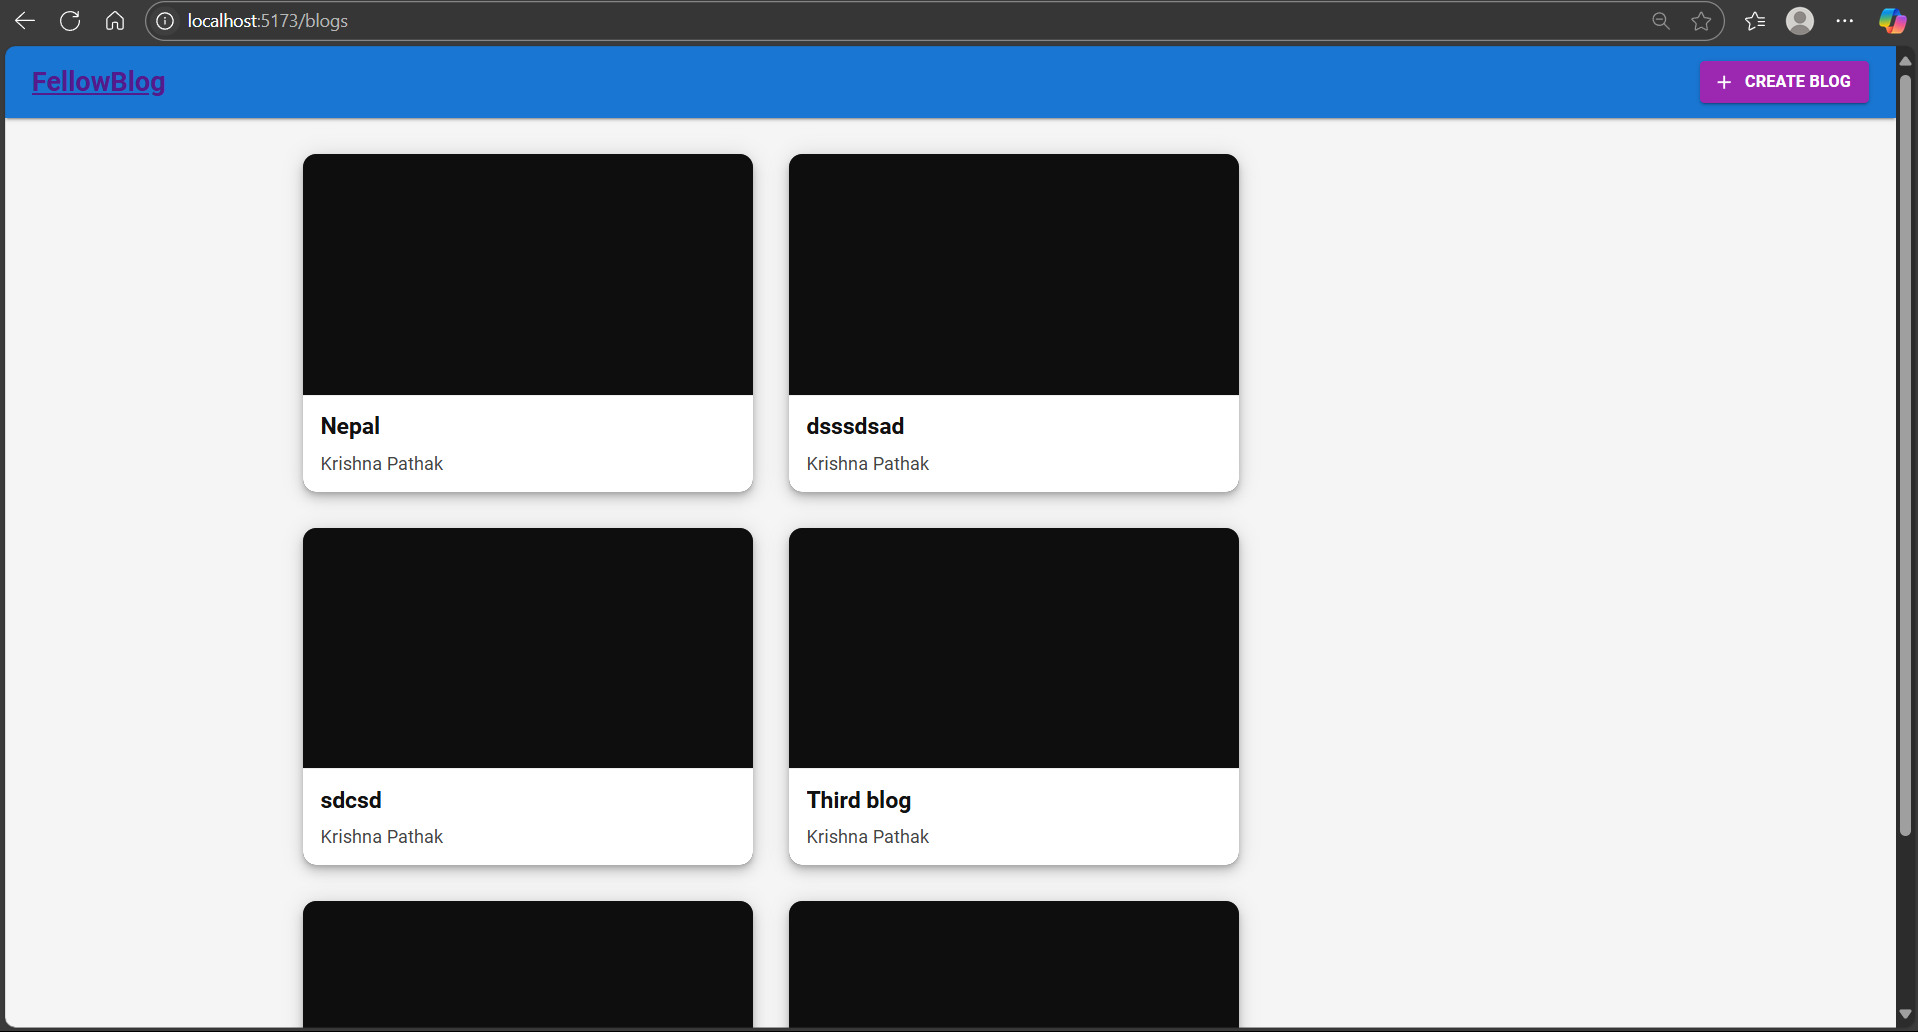 localhost:5173/blogs
FellowBlog
CREATE BLOG
Nepal
Krishna Pathak
dsssdsad
Krishna Pathak
sdcsd
Krishna Pathak
Third blog
Krishna Pathak